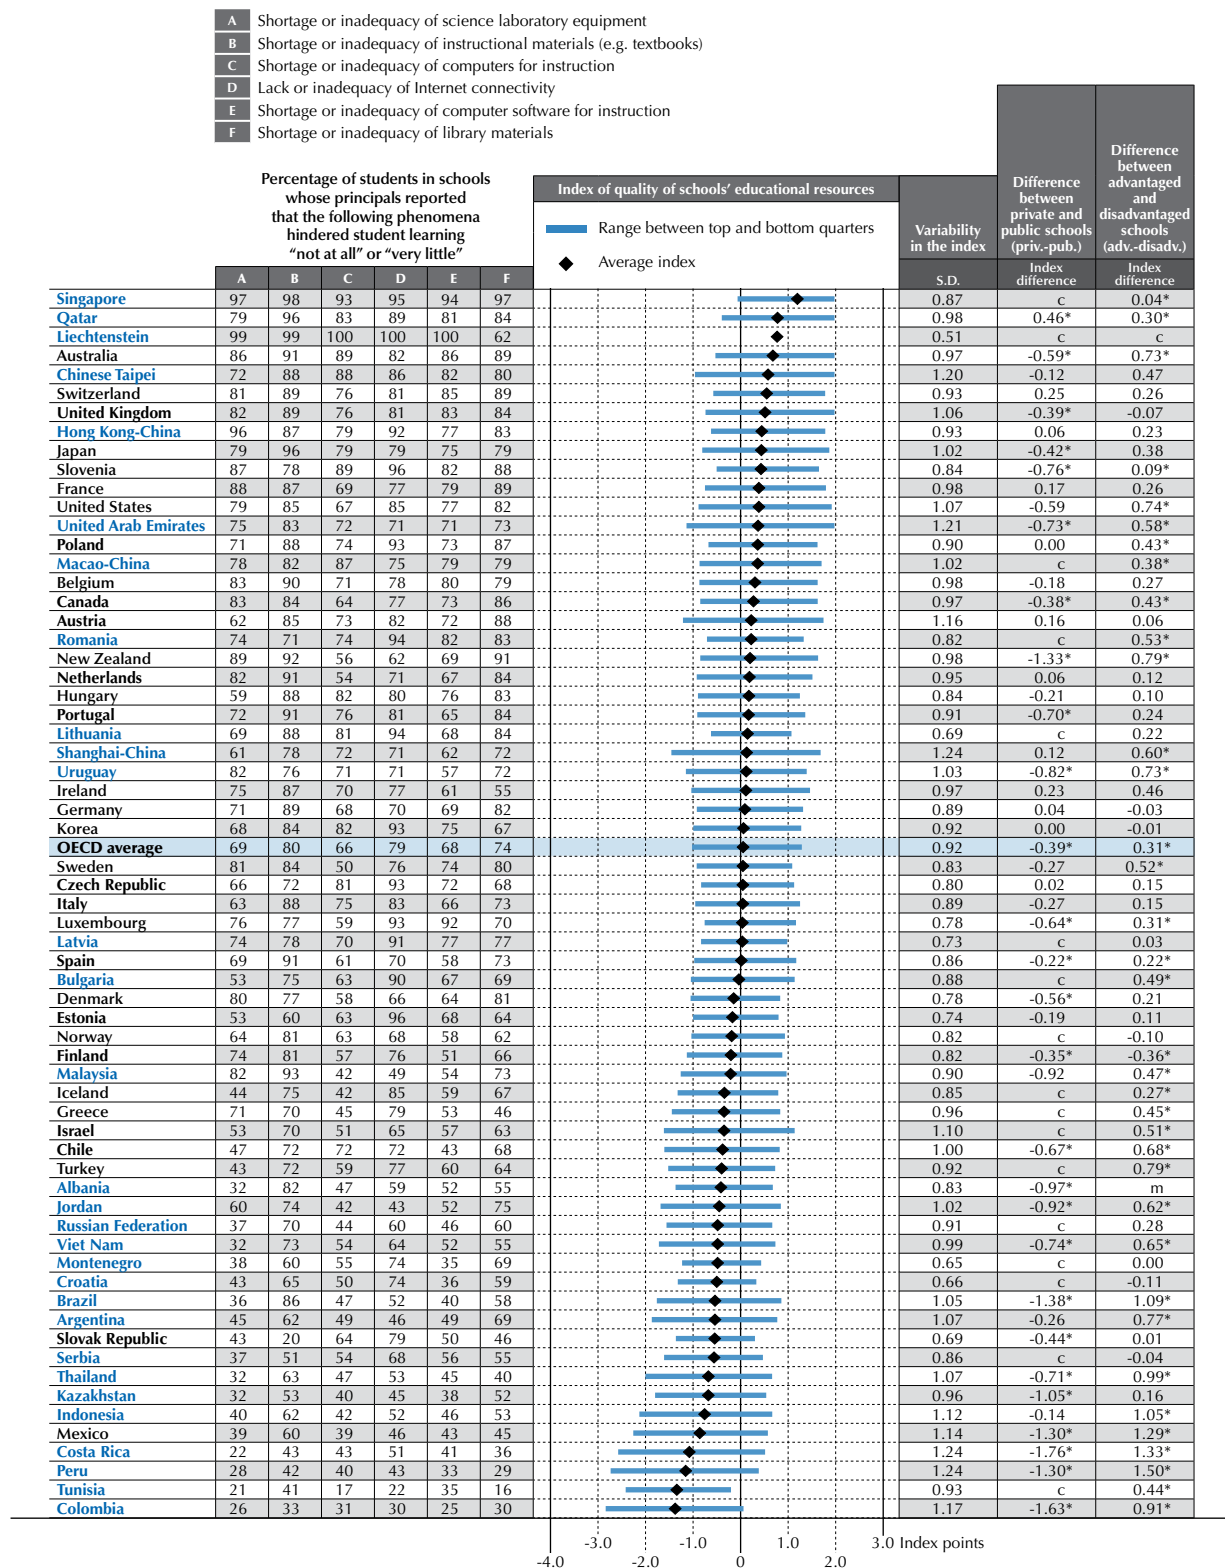 A Shortage or inadequacy of science laboratory equipment
B Shortage or inadequacy of instructional materials (e.g. textbooks)
C Shortage or inadequacy of computers for instruction
D Lack or inadequacy of Internet connectivity
E Shortage or inadequacy of computer software for instruction
F Shortage or inadequacy of library materials
Percentage of students in schools
whose principals reported
that the following phenomena
hindered student learning
“not at all” or “very little”
Index of quality of schools’ educational resources
Range between top and bottom quarters
Average index
Variability
in the index
Difference
between
private and
public schools
(priv.-pub.)
Difference
between
advantaged
and
disadvantaged
schools
(adv.-disadv.)
A B C D E F S.D. Index difference Index difference
Singapore 97 98 93 95 94 97 0.87 c 0.04*
Qatar 79 96 83 89 81 84 0.98 0.46* 0.30*
Liechtenstein 99 99 100 100 100 62 0.51 c c
Australia 86 91 89 82 86 89 0.97 -0.59* 0.73*
Chinese Taipei 72 88 88 86 82 80 1.20 -0.12 0.47
Switzerland 81 89 76 81 85 89 0.93 0.25 0.26
United Kingdom 82 89 76 81 83 84 1.06 -0.39* -0.07
Hong Kong-China 96 87 79 92 77 83 0.93 0.06 0.23
Japan 79 96 79 79 75 79 1.02 -0.42* 0.38
Slovenia 87 78 89 96 82 88 0.84 -0.76* 0.09*
France 88 87 69 77 79 89 0.98 0.17 0.26
United States 79 85 67 85 77 82 1.07 -0.59 0.74*
United Arab Emirates 75 83 72 71 71 73 1.21 -0.73* 0.58*
Poland 71 88 74 93 73 87 0.90 0.00 0.43*
Macao-China 78 82 87 75 79 79 1.02 c 0.38*
Belgium 83 90 71 78 80 79 0.98 -0.18 0.27
Canada 83 84 64 77 73 86 0.97 -0.38* 0.43*
Austria 62 85 73 82 72 88 1.16 0.16 0.06
Romania 74 71 74 94 82 83 0.82 c 0.53*
New Zealand 89 92 56 62 69 91 0.98 -1.33* 0.79*
Netherlands 82 91 54 71 67 84 0.95 0.06 0.12
Hungary 59 88 82 80 76 83 0.84 -0.21 0.10
Portugal 72 91 76 81 65 84 0.91 -0.70* 0.24
Lithuania 69 88 81 94 68 84 0.69 c 0.22
Shanghai-China 61 78 72 71 62 72 1.24 0.12 0.60*
Uruguay 82 76 71 71 57 72 1.03 -0.82* 0.73*
Ireland 75 87 70 77 61 55 0.97 0.23 0.46
Germany 71 89 68 70 69 82 0.89 0.04 -0.03
Korea 68 84 82 93 75 67 0.92 0.00 -0.01
OECD average 69 80 66 79 68 74 0.92 -0.39* 0.31*
Sweden 81 84 50 76 74 80 0.83 -0.27 0.52*
Czech Republic 66 72 81 93 72 68 0.80 0.02 0.15
Italy 63 88 75 83 66 73 0.89 -0.27 0.15
Luxembourg 76 77 59 93 92 70 0.78 -0.64* 0.31*
Latvia 74 78 70 91 77 77 0.73 c 0.03
Spain 69 91 61 70 58 73 0.86 -0.22* 0.22*
Bulgaria 53 75 63 90 67 69 0.88 c 0.49*
Denmark 80 77 58 66 64 81 0.78 -0.56* 0.21
Estonia 53 60 63 96 68 64 0.74 -0.19 0.11
Norway 64 81 63 68 58 62 0.82 c -0.10
Finland 74 81 57 76 51 66 0.82 -0.35* -0.36*
Malaysia 82 93 42 49 54 73 0.90 -0.92 0.47*
Iceland 44 75 42 85 59 67 0.85 c 0.27*
Greece 71 70 45 79 53 46 0.96 c 0.45*
Israel 53 70 51 65 57 63 1.10 c 0.51*
Chile 47 72 72 72 43 68 1.00 -0.67* 0.68*
Turkey 43 72 59 77 60 64 0.92 c 0.79*
Albania 32 82 47 59 52 55 0.83 -0.97* m
Jordan 60 74 42 43 52 75 1.02 -0.92* 0.62*
Russian Federation 37 70 44 60 46 60 0.91 c 0.28
Viet Nam 32 73 54 64 52 55 0.99 -0.74* 0.65*
Montenegro 38 60 55 74 35 69 0.65 c 0.00
Croatia 43 65 50 74 36 59 0.66 c -0.11
Brazil 36 86 47 52 40 58 1.05 -1.38* 1.09*
Argentina 45 62 49 46 49 69 1.07 -0.26 0.77*
Slovak Republic 43 20 64 79 50 46 0.69 -0.44* 0.01
Serbia 37 51 54 68 56 55 0.86 c -0.04
Thailand 32 63 47 53 45 40 1.07 -0.71* 0.99*
Kazakhstan 32 53 40 45 38 52 0.96 -1.05* 0.16
Indonesia 40 62 42 52 46 53 1.12 -0.14 1.05*
Mexico 39 60 39 46 43 45 1.14 -1.30* 1.29*
Costa Rica 22 43 43 51 41 36 1.24 -1.76* 1.33*
Peru 28 42 40 43 33 29 1.24 -1.30* 1.50*
Tunisia 21 41 17 22 35 16 0.93 c 0.44*
Colombia 26 33 31 30 25 30 1.17 -1.63* 0.91*
-3.0 -1.0 1.0 3.0 Index points
-4.0 -2.0 0 2.0